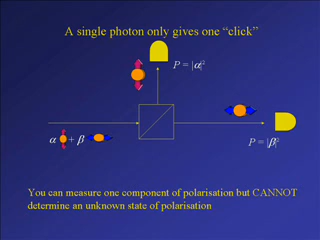 A single photon only gives one “click”
P = |α|²
α + β
P = |β|²
You can measure one component of polarisation but CANNOT
determine an unknown state of polarisation